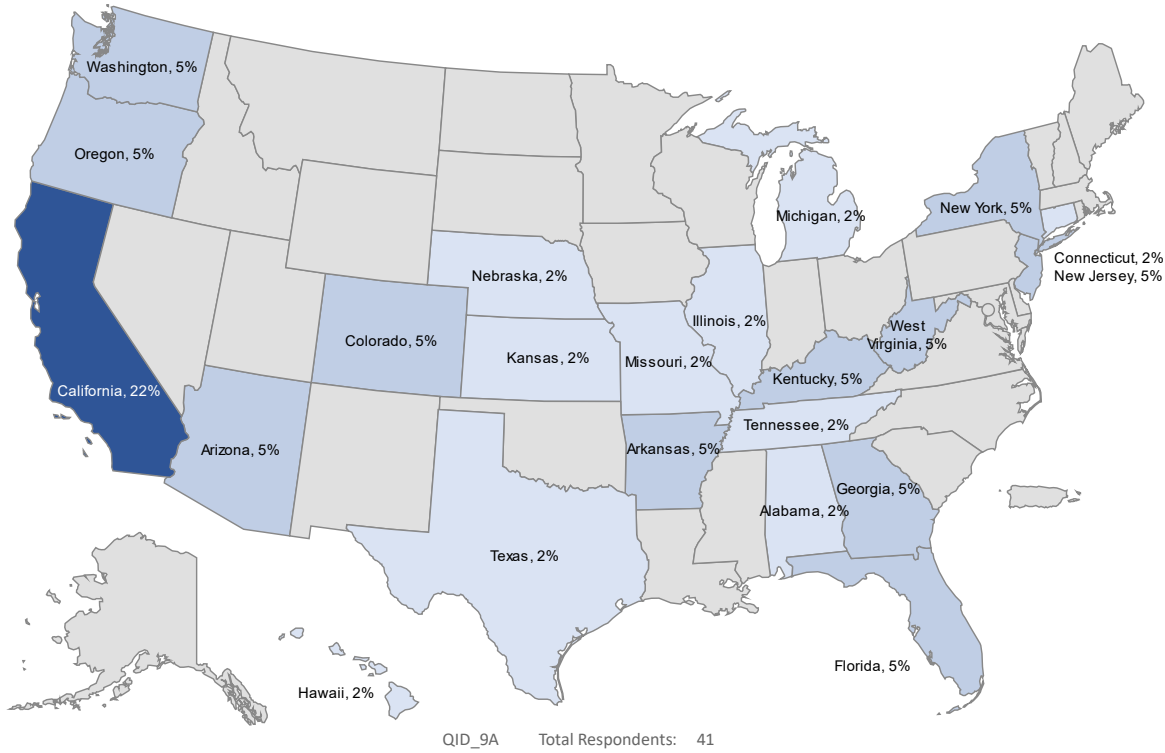 Washington, 5%
Oregon, 5%
Michigan, 2%
New York, 5%
Connecticut, 2%
New Jersey, 5%
Nebraska, 2%
Illinois, 2%
West
Virginia, 5%
Colorado, 5%
Kansas, 2%
Missouri, 2%
Kentucky, 5%
California, 22%
Tennessee, 2%
Arizona, 5%
Arkansas, 5%
Georgia, 5%
Alabama, 2%
Texas, 2%
Florida, 5%
Hawaii, 2%
QID_9A Total Respondents: 41